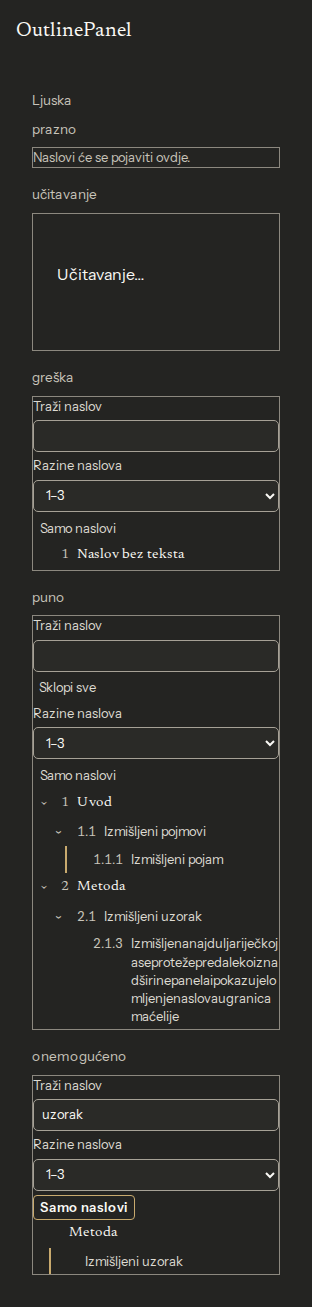 OutlinePanel
Ljuska
prazno
Naslovi će se pojaviti ovdje.
učitavanje
Učitavanje…
greška
Traži naslov
Razine naslova
1–3
Samo naslovi
1 Naslov bez teksta
puno
Traži naslov
Sklopi sve
Razine naslova
1–3
Samo naslovi
1 Uvod
1.1 Izmišljeni pojmovi
1.1.1 Izmišljeni pojam
2 Metoda
2.1 Izmišljeni uzorak
2.1.3 Izmišljenanajduljariječkoj
aseprotežepredalekoizna
dširinepanelaipokazujelo
mljenjenaslovaugranica
maćelije
onemogućeno
Traži naslov
uzorak
Razine naslova
1–3
Samo naslovi
Metoda
Izmišljeni uzorak